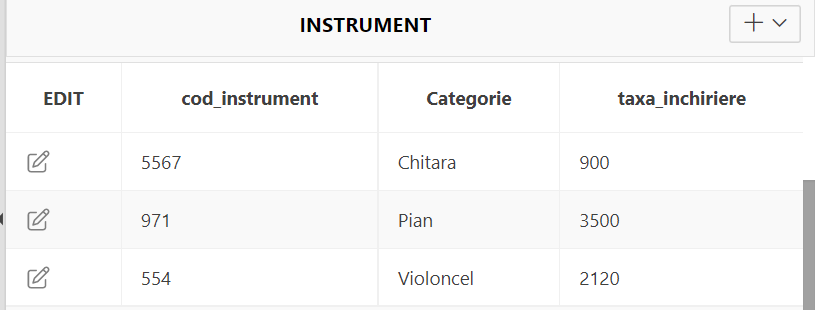 INSTRUMENT
EDIT cod_instrument Categorie taxa_inchiriere
5567 Chitara 900
971 Pian 3500
554 Violoncel 2120